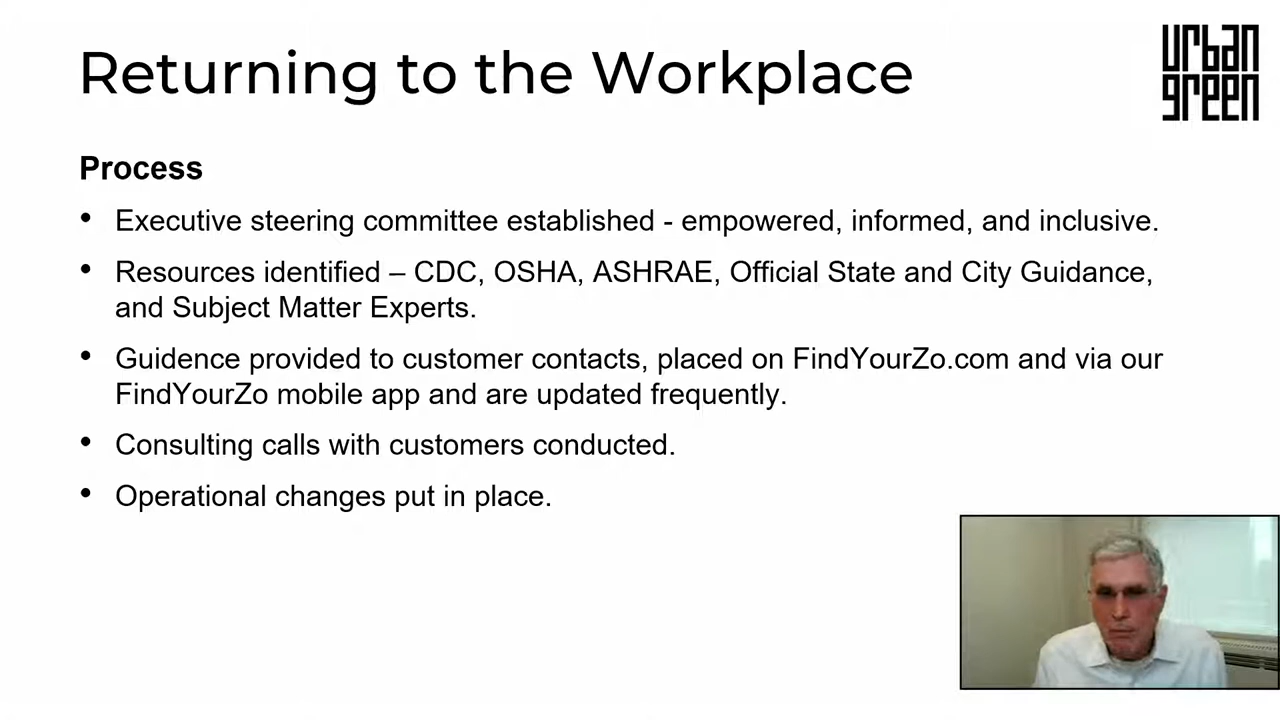 Returning to the Workplace
urban
green
Process
• Executive steering committee established - empowered, informed, and inclusive.
• Resources identified – CDC, OSHA, ASHRAE, Official State and City Guidance,
and Subject Matter Experts.
• Guidence provided to customer contacts, placed on FindYourZo.com and via our
FindYourZo mobile app and are updated frequently.
• Consulting calls with customers conducted.
• Operational changes put in place.